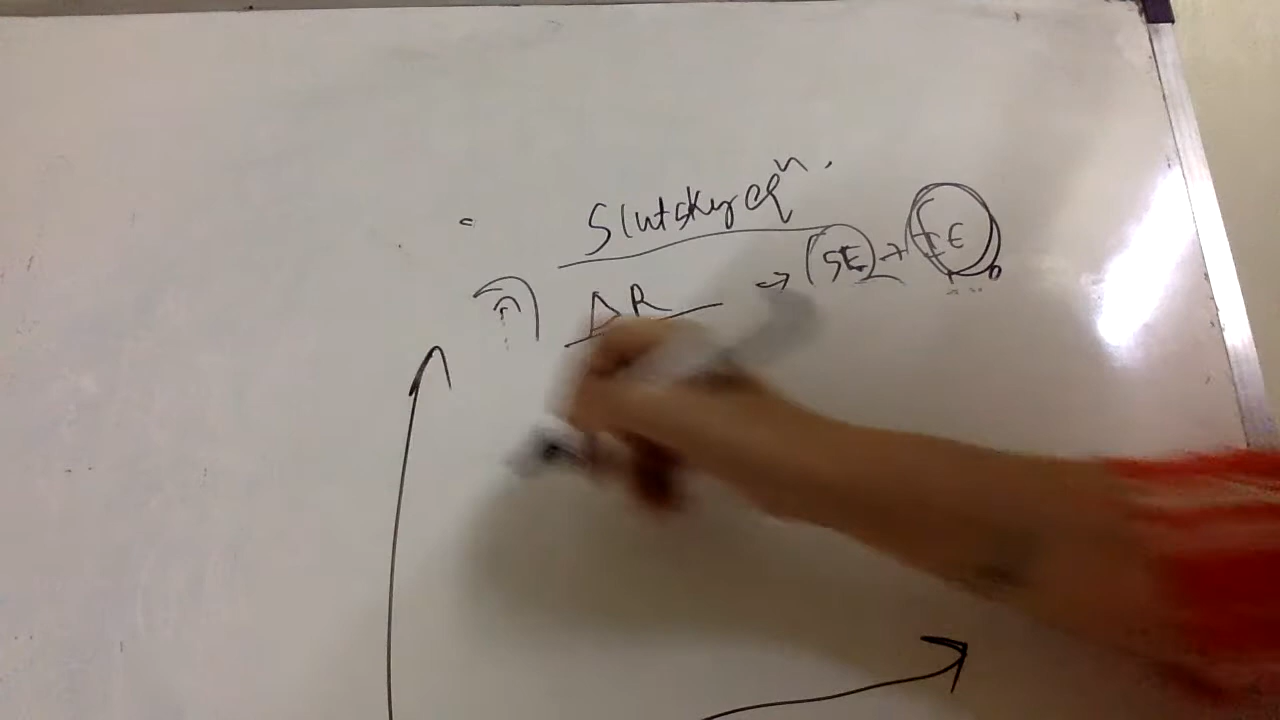 Slutsky eqⁿ.
ΔR → SE + IE